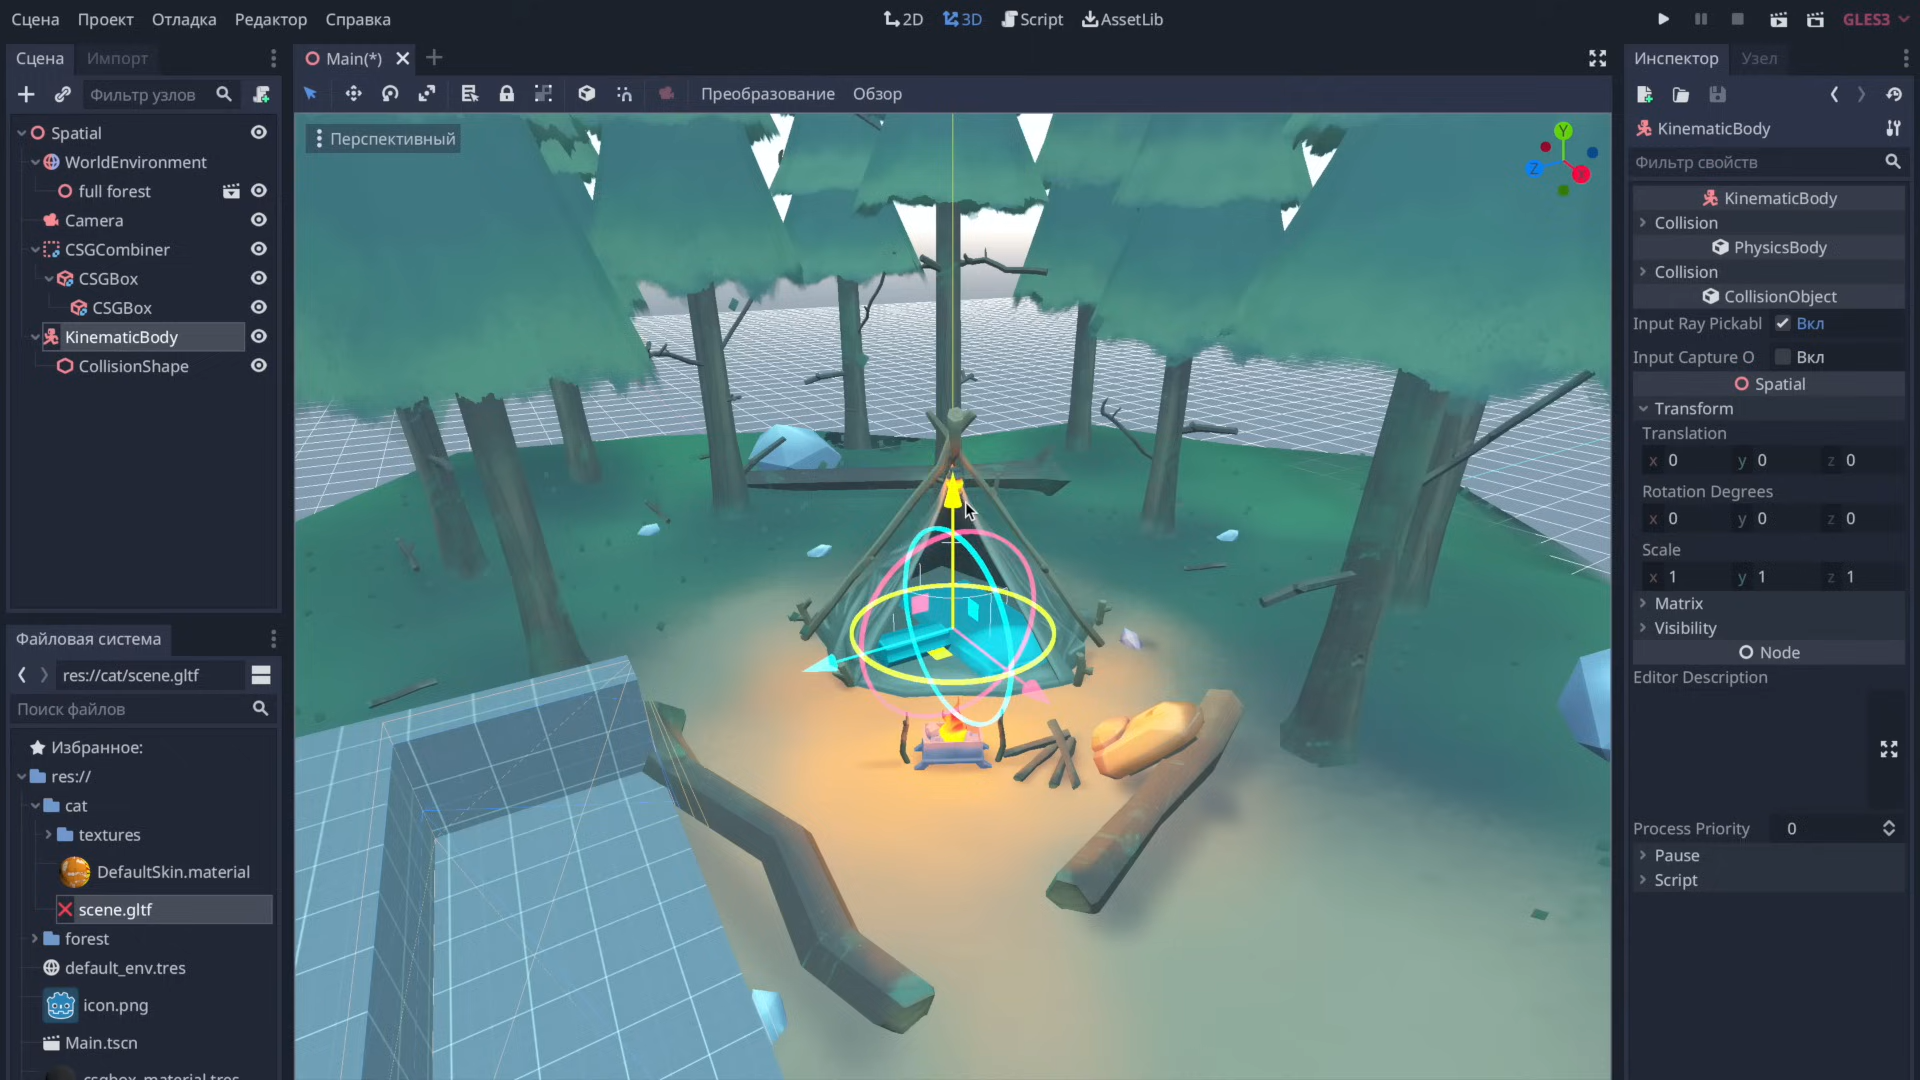 Сцена Проект Отладка Редактор Справка
2D 3D Script AssetLib
GLES3
Сцена Импорт
Фильтр узлов
Spatial
WorldEnvironment
full forest
Camera
CSGCombiner
CSGBox
CSGBox
KinematicBody
CollisionShape
Файловая система
res://cat/scene.gltf
Поиск файлов
Избранное:
res://
cat
textures
DefaultSkin.material
scene.gltf
forest
default_env.tres
icon.png
Main.tscn
csgbox_material.tres
Main(*)
Преобразование Обзор
Перспективный
Y
Z
X
Инспектор Узел
KinematicBody
Фильтр свойств
KinematicBody
Collision
PhysicsBody
Collision
CollisionObject
Input Ray Pickabl Вкл
Input Capture O Вкл
Spatial
Transform
Translation
x 0 y 0 z 0
Rotation Degrees
x 0 y 0 z 0
Scale
x 1 y 1 z 1
Matrix
Visibility
Node
Editor Description
Process Priority 0
Pause
Script